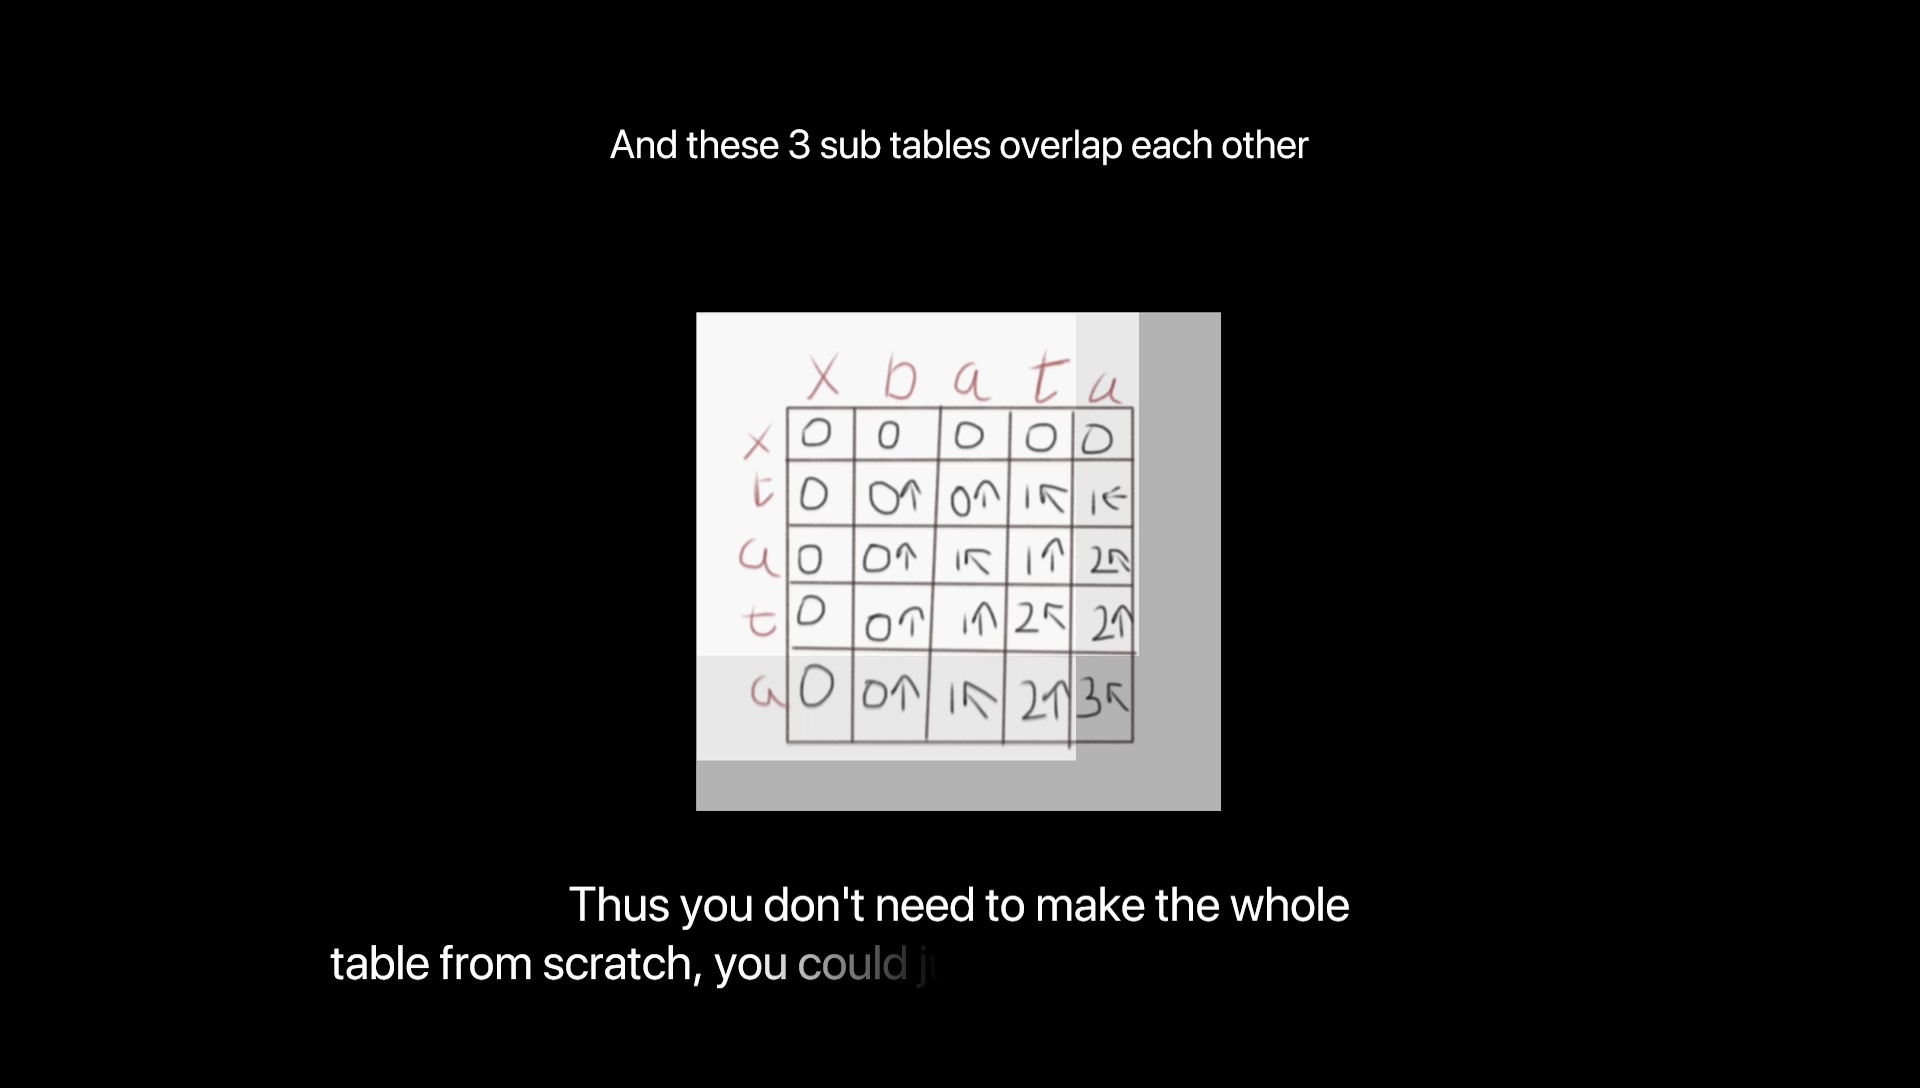 And these 3 sub tables overlap each other
x b a t a
x 0 0 0 0 0
t 0 0↑ 0↑ 1↖ 1←
a 0 0↑ 1↖ 1↑ 2↖
t 0 0↑ 1↑ 2↖ 2↑
a 0 0↑ 1↖ 2↑ 3↖
Thus you don't need to make the whole
table from scratch, you could